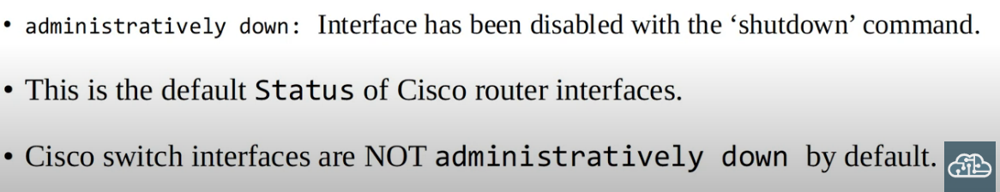 • administratively down: Interface has been disabled with the ‘shutdown’ command.
• This is the default Status of Cisco router interfaces.
• Cisco switch interfaces are NOT administratively down by default.